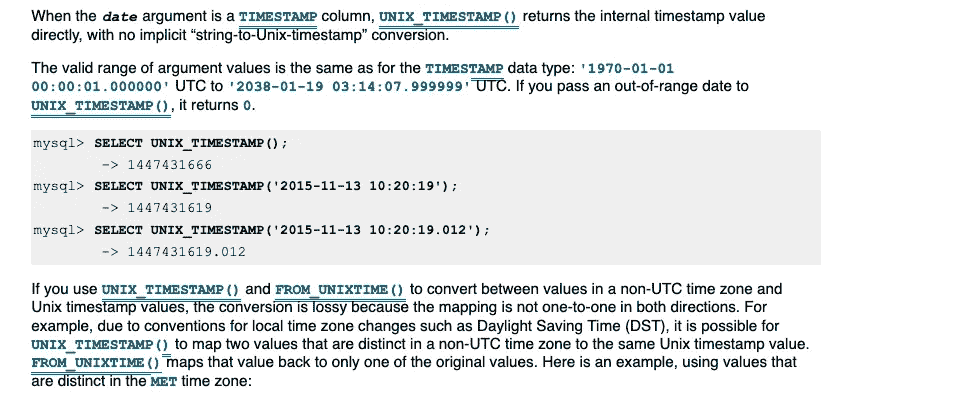 When the date argument is a TIMESTAMP column, UNIX_TIMESTAMP() returns the internal timestamp value
directly, with no implicit “string-to-Unix-timestamp” conversion.
The valid range of argument values is the same as for the TIMESTAMP data type: '1970-01-01
00:00:01.000000' UTC to '2038-01-19 03:14:07.999999' UTC. If you pass an out-of-range date to
UNIX_TIMESTAMP(), it returns 0.
mysql> SELECT UNIX_TIMESTAMP();
-> 1447431666
mysql> SELECT UNIX_TIMESTAMP('2015-11-13 10:20:19');
-> 1447431619
mysql> SELECT UNIX_TIMESTAMP('2015-11-13 10:20:19.012');
-> 1447431619.012
If you use UNIX_TIMESTAMP() and FROM_UNIXTIME() to convert between values in a non-UTC time zone and
Unix timestamp values, the conversion is lossy because the mapping is not one-to-one in both directions. For
example, due to conventions for local time zone changes such as Daylight Saving Time (DST), it is possible for
UNIX_TIMESTAMP() to map two values that are distinct in a non-UTC time zone to the same Unix timestamp value.
FROM_UNIXTIME() maps that value back to only one of the original values. Here is an example, using values that
are distinct in the MET time zone: